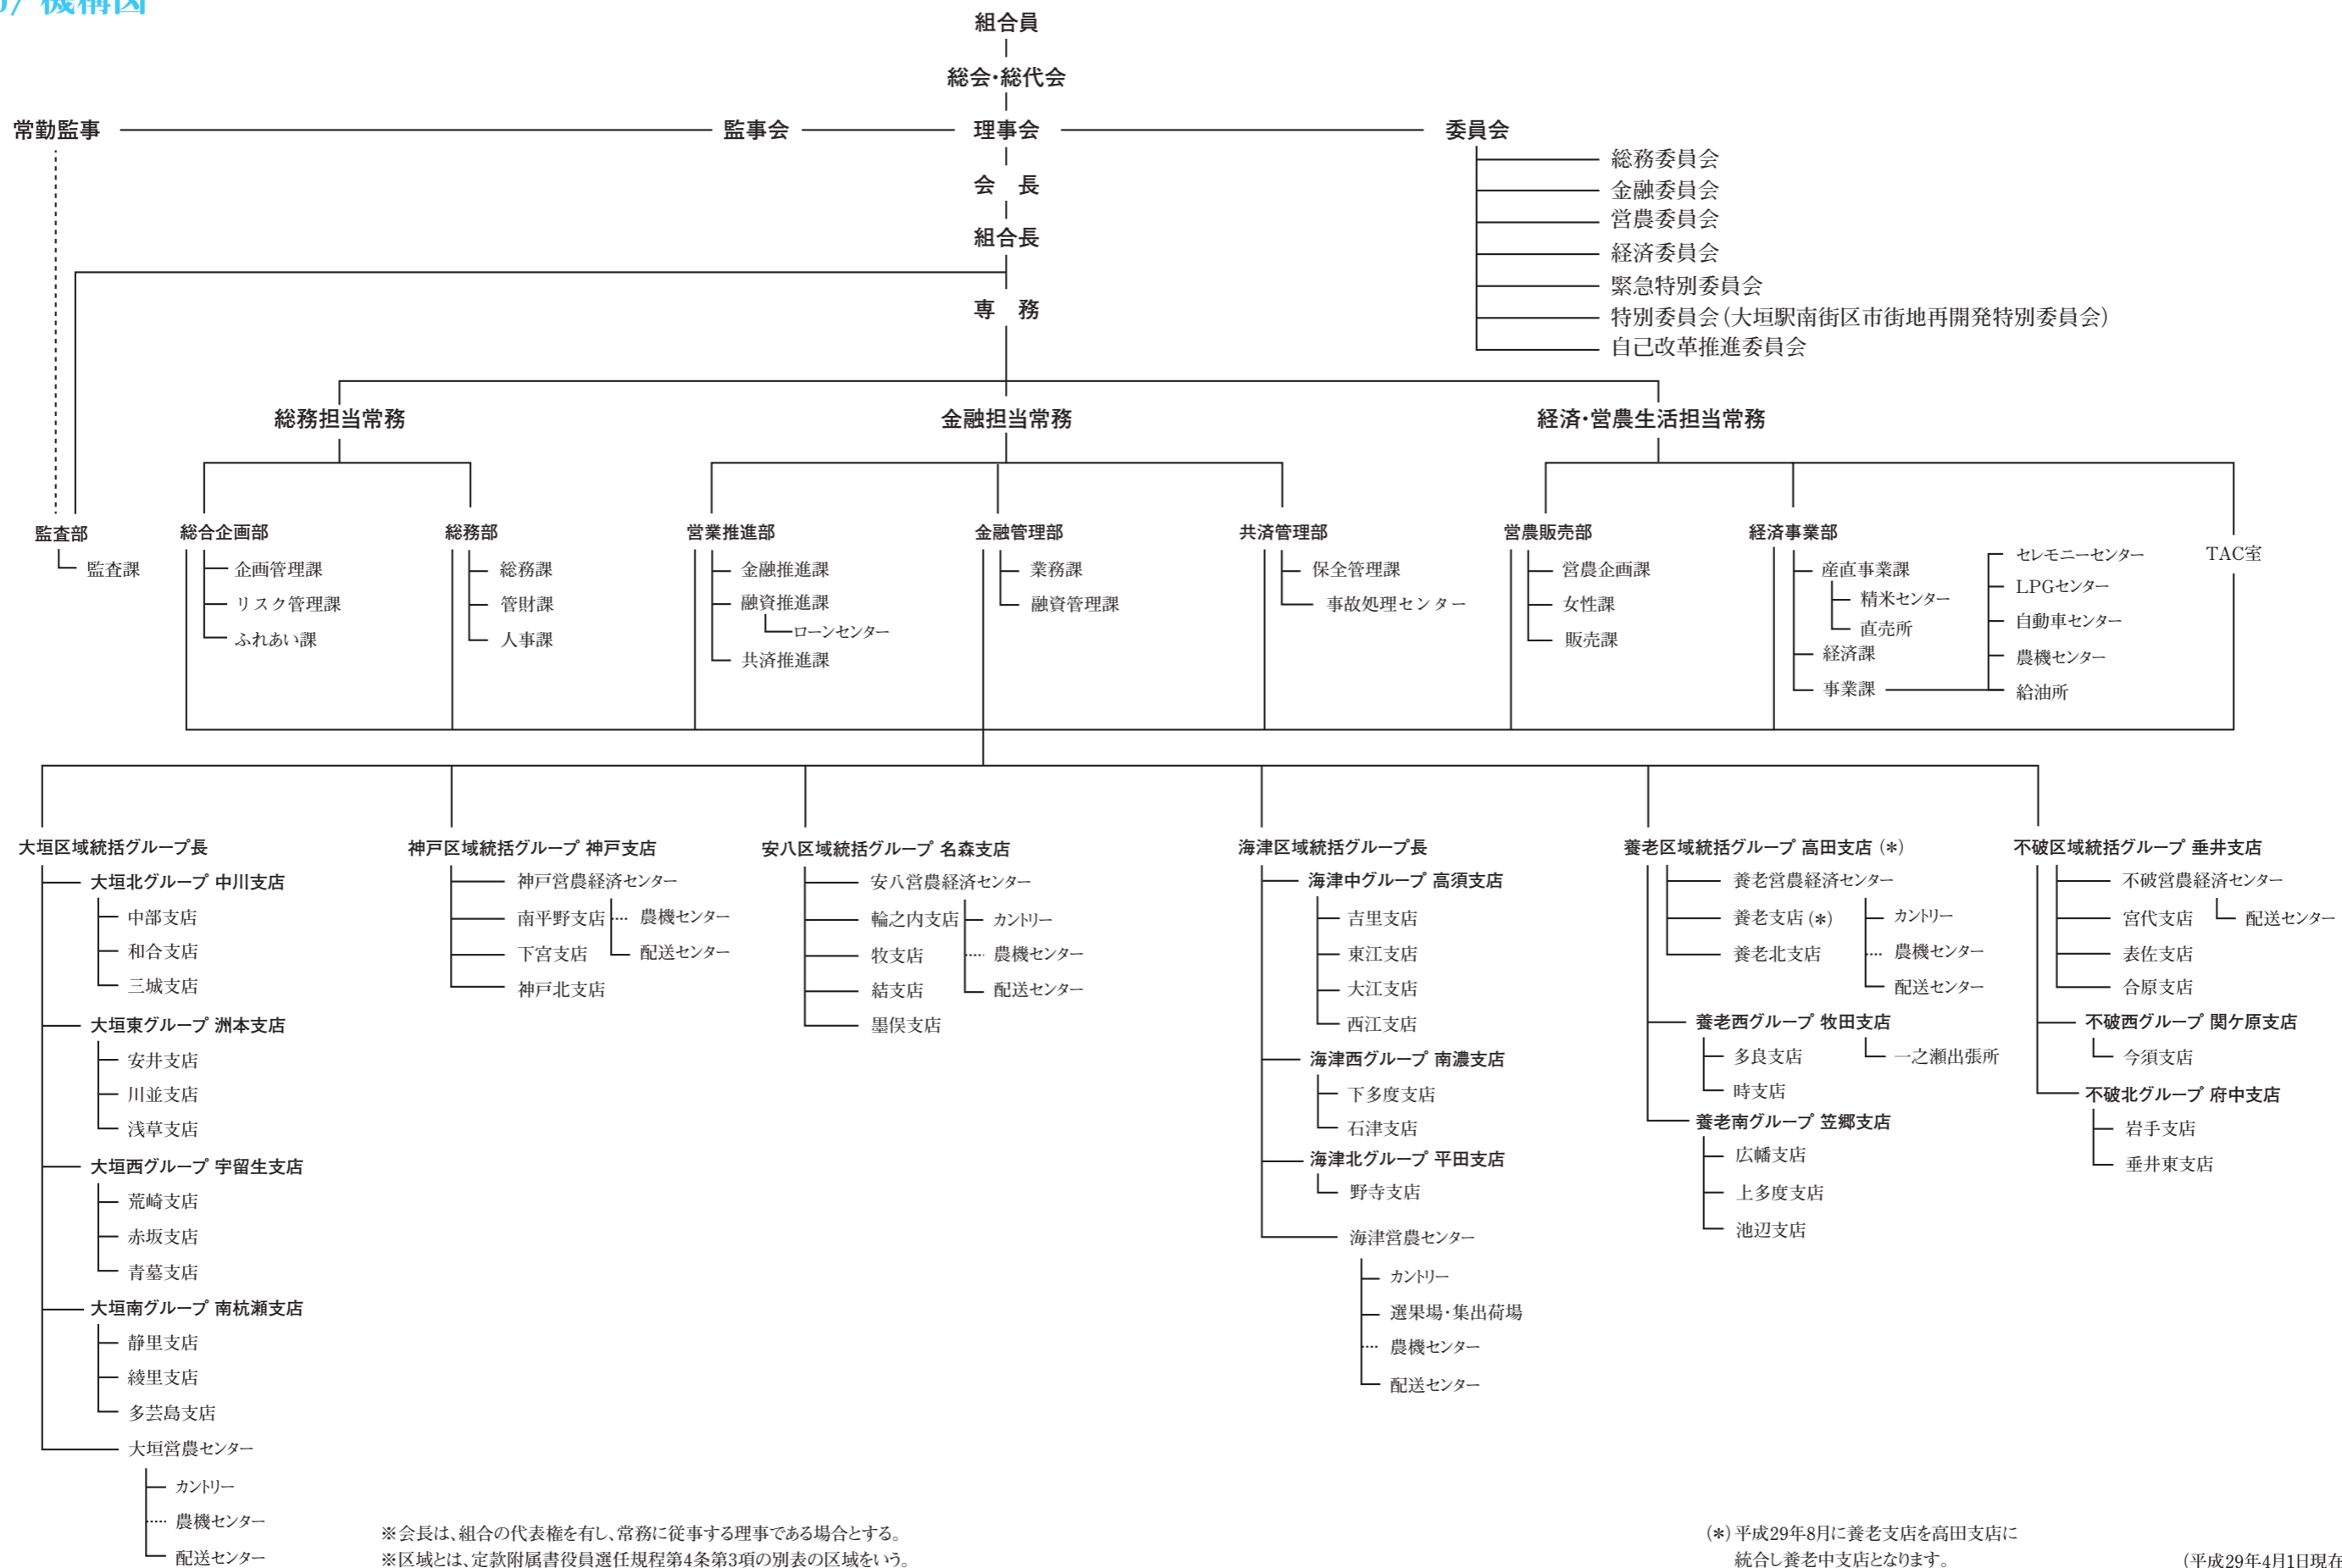 機構図
組合員
総会・総代会
常勤監事 監事会 理事会 委員会
総務委員会
金融委員会
営農委員会
経済委員会
緊急特別委員会
特別委員会(大垣駅南街区市街地再開発特別委員会)
自己改革推進委員会
会 長
組合長
専 務
総務担当常務 金融担当常務 経済・営農生活担当常務
監査部
監査課
総合企画部
企画管理課
リスク管理課
ふれあい課
総務部
総務課
管財課
人事課
営業推進部
金融推進課
融資推進課
ローンセンター
共済推進課
金融管理部
業務課
融資管理課
共済管理部
保全管理課
事故処理センター
営農販売部
営農企画課
女性課
販売課
経済事業部
産直事業課
精米センター
直売所
経済課
事業課
セレモニーセンター
LPGセンター
自動車センター
農機センター
給油所
TAC室
大垣区域統括グループ長
大垣北グループ 中川支店
中部支店
和合支店
三城支店
大垣東グループ 洲本支店
安井支店
川並支店
浅草支店
大垣西グループ 宇留生支店
荒崎支店
赤坂支店
青墓支店
大垣南グループ 南杭瀬支店
静里支店
綾里支店
多芸島支店
大垣営農センター
カントリー
農機センター
配送センター
神戸区域統括グループ 神戸支店
神戸営農経済センター
南平野支店 農機センター
下宮支店 配送センター
神戸北支店
安八区域統括グループ 名森支店
安八営農経済センター
輪之内支店 カントリー
牧支店 農機センター
結支店 配送センター
墨俣支店
海津区域統括グループ長
海津中グループ 高須支店
吉里支店
東江支店
大江支店
西江支店
海津西グループ 南濃支店
下多度支店
石津支店
海津北グループ 平田支店
野寺支店
海津営農センター
カントリー
選果場・集出荷場
農機センター
配送センター
養老区域統括グループ 高田支店(*)
養老営農経済センター
養老支店(*) カントリー
養老北支店 農機センター
配送センター
養老西グループ 牧田支店
多良支店 一之瀬出張所
時支店
養老南グループ 笠郷支店
広幡支店
上多度支店
池辺支店
不破区域統括グループ 垂井支店
不破営農経済センター
宮代支店 配送センター
表佐支店
合原支店
不破西グループ 関ケ原支店
今須支店
不破北グループ 府中支店
岩手支店
垂井東支店
※会長は、組合の代表権を有し、常務に従事する理事である場合とする。
※区域とは、定款附属書役員選任規程第4条第3項の別表の区域をいう。
(*)平成29年8月に養老支店を高田支店に
統合し養老中支店となります。
(平成29年4月1日現在